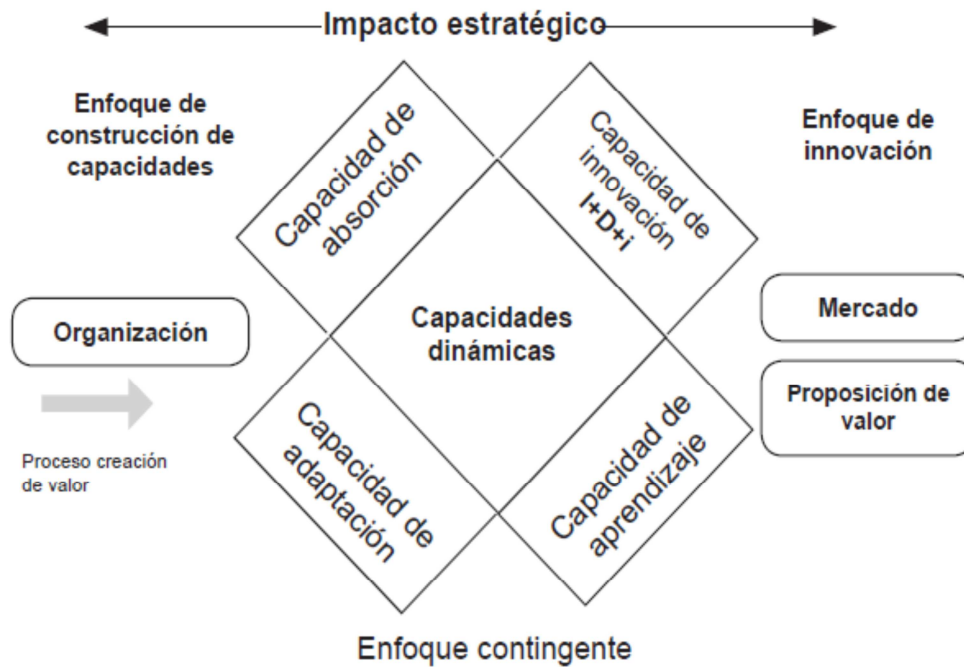 Impacto estratégico
Enfoque de
construcción de
capacidades
Capacidad de
absorción
Capacidad de
innovación
I+D+i
Enfoque de
innovación
Organización
Capacidades
dinámicas
Mercado
Proposición de
valor
Proceso creación
de valor
Capacidad de
adaptación
Capacidad de
aprendizaje
Enfoque contingente